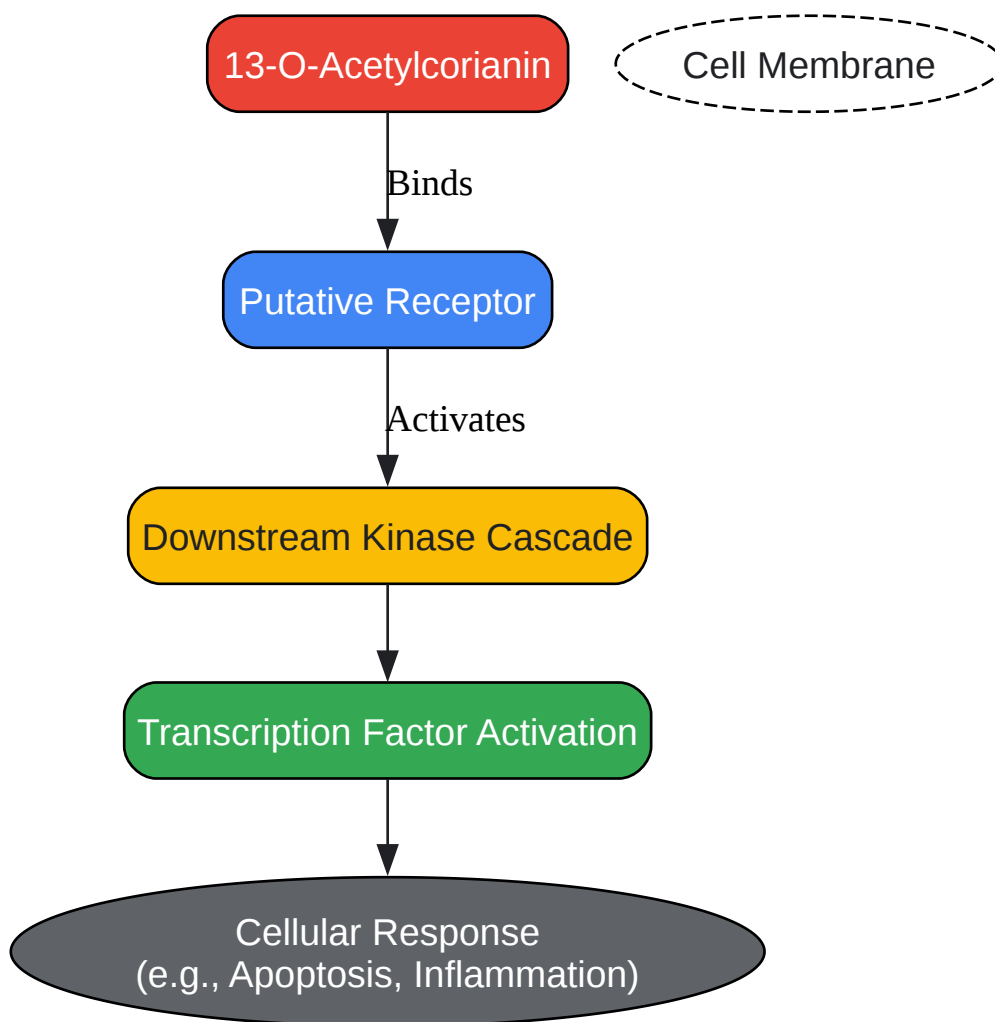 13-O-Acetylcorianin
Cell Membrane
Binds
Putative Receptor
Activates
Downstream Kinase Cascade
Transcription Factor Activation
Cellular Response
(e.g., Apoptosis, Inflammation)